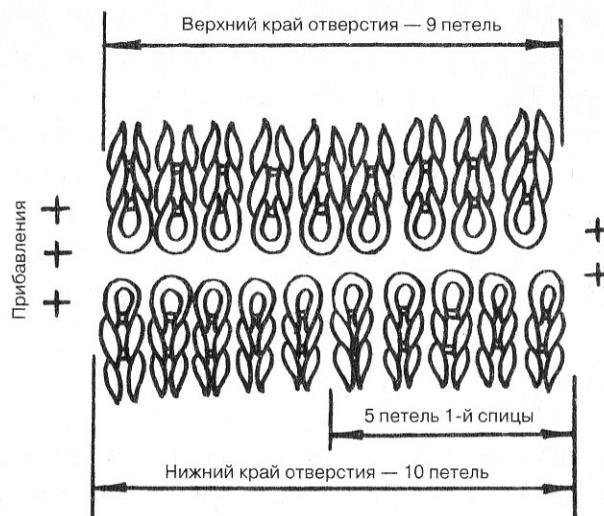 Верхний край отверстия — 9 петель
Прибавления
5 петель 1-й спицы
Нижний край отверстия — 10 петель